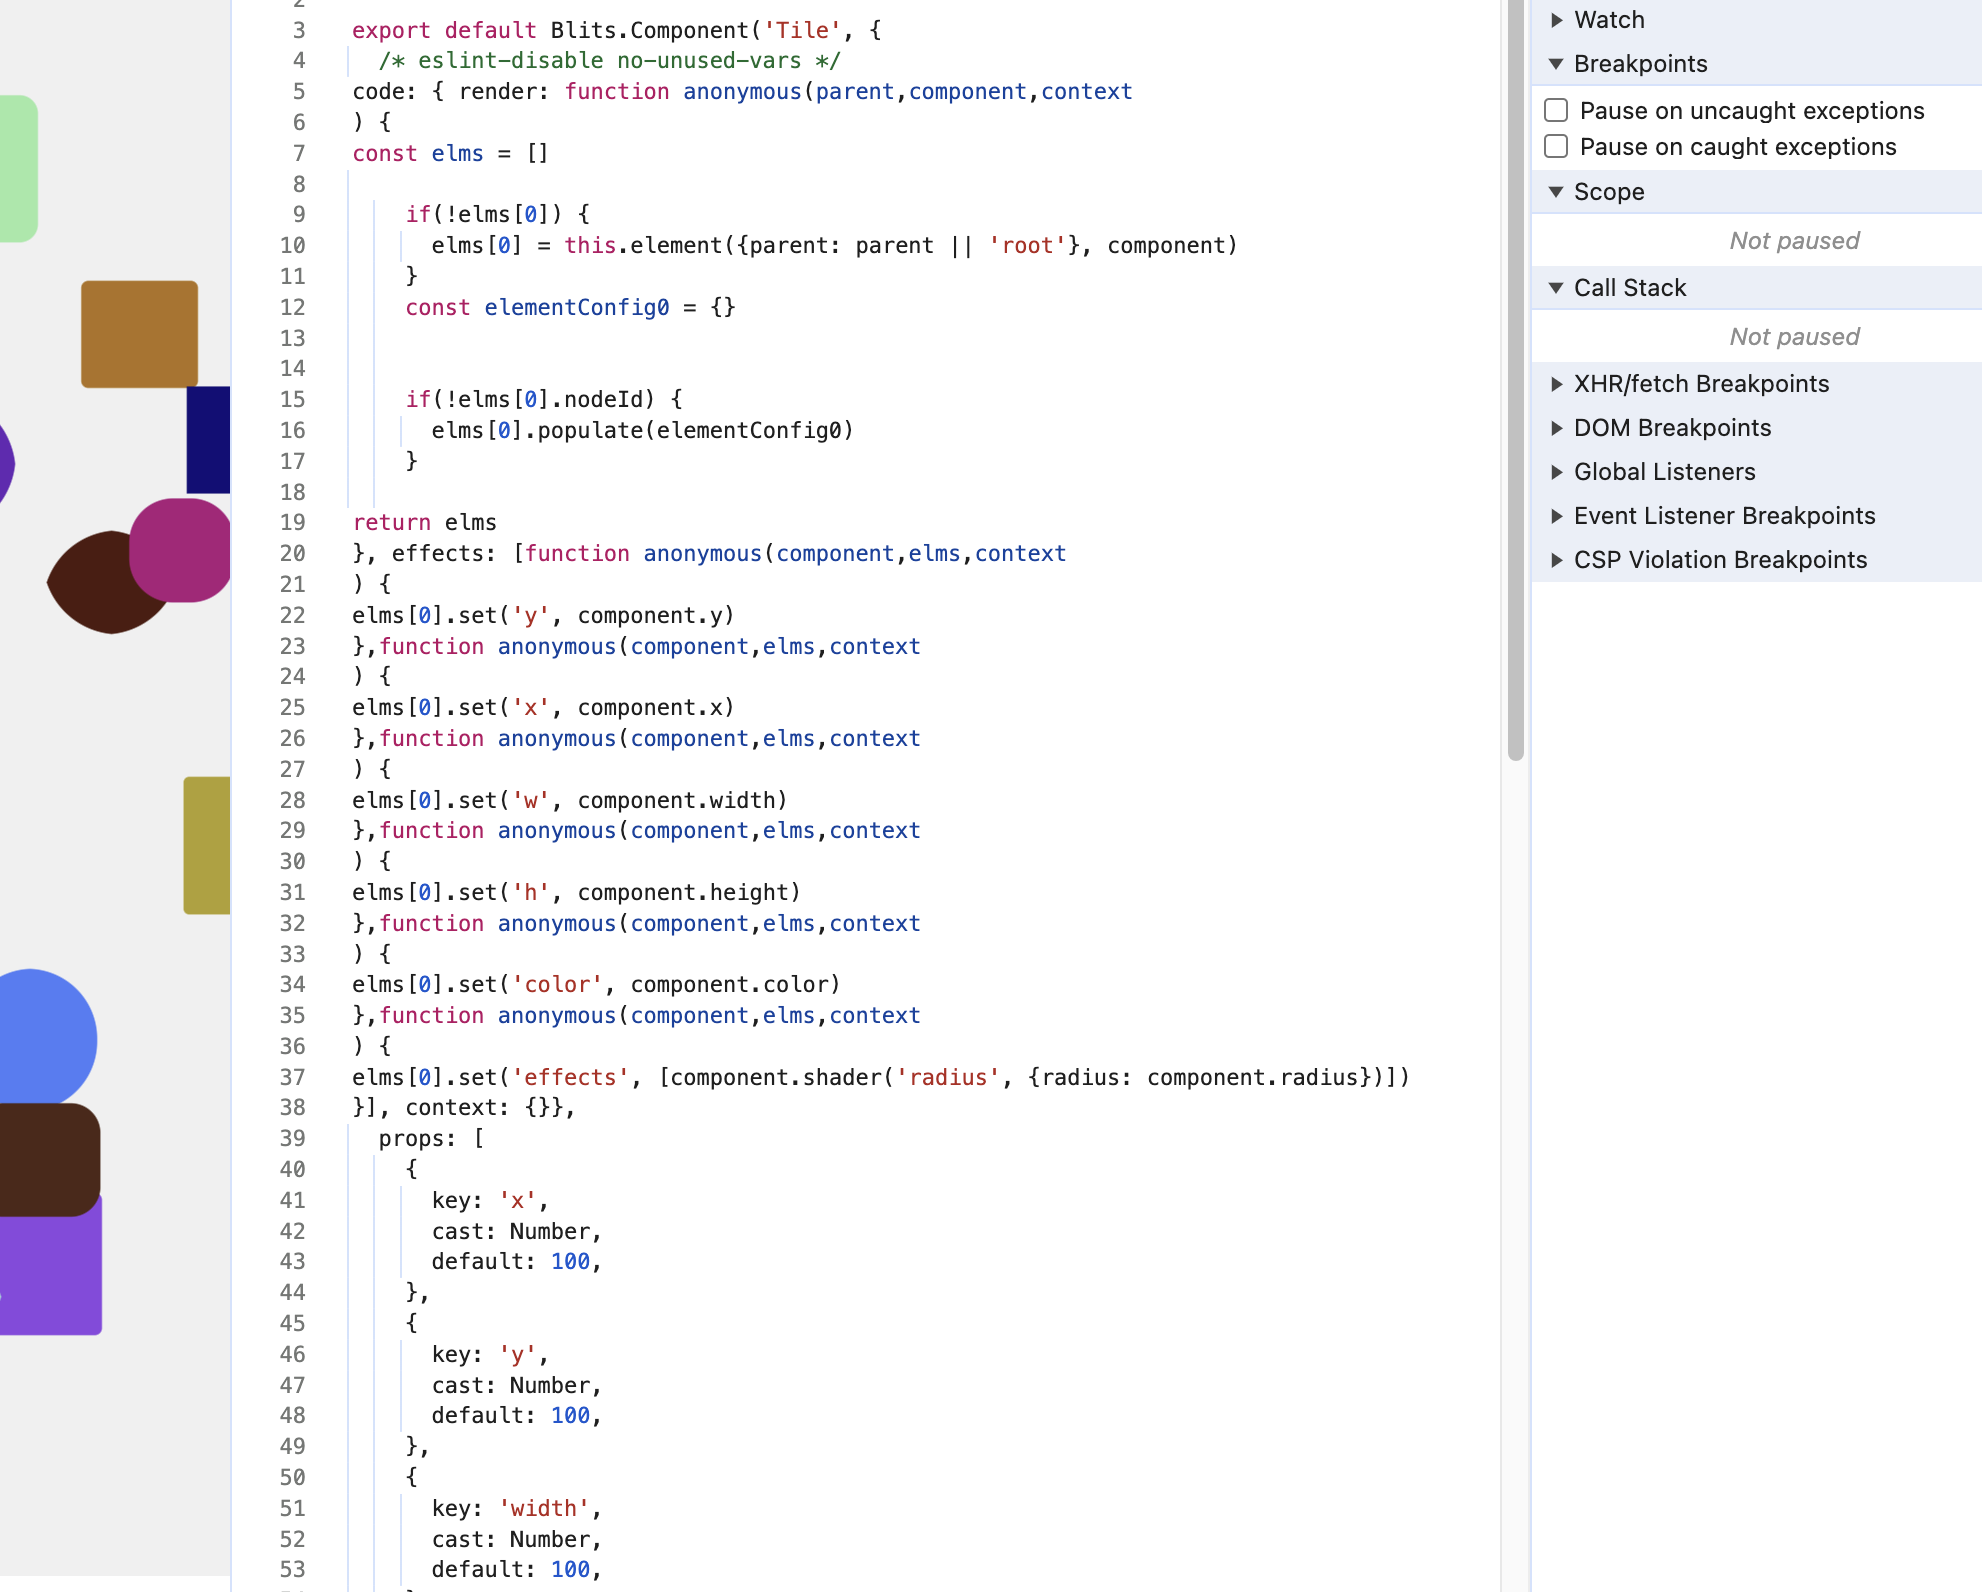 2
3 export default Blits.Component('Tile', {
4 /* eslint-disable no-unused-vars */
5 code: { render: function anonymous(parent,component,context
6 ) {
7 const elms = []
8
9 if(!elms[0]) {
10 elms[0] = this.element({parent: parent || 'root'}, component)
11 }
12 const elementConfig0 = {}
13
14
15 if(!elms[0].nodeId) {
16 elms[0].populate(elementConfig0)
17 }
18
19 return elms
20 }, effects: [function anonymous(component,elms,context
21 ) {
22 elms[0].set('y', component.y)
23 },function anonymous(component,elms,context
24 ) {
25 elms[0].set('x', component.x)
26 },function anonymous(component,elms,context
27 ) {
28 elms[0].set('w', component.width)
29 },function anonymous(component,elms,context
30 ) {
31 elms[0].set('h', component.height)
32 },function anonymous(component,elms,context
33 ) {
34 elms[0].set('color', component.color)
35 },function anonymous(component,elms,context
36 ) {
37 elms[0].set('effects', [component.shader('radius', {radius: component.radius})])
38 }], context: {}},
39 props: [
40 {
41 key: 'x',
42 cast: Number,
43 default: 100,
44 },
45 {
46 key: 'y',
47 cast: Number,
48 default: 100,
49 },
50 {
51 key: 'width',
52 cast: Number,
53 default: 100,
Watch
Breakpoints
Pause on uncaught exceptions
Pause on caught exceptions
Scope
Not paused
Call Stack
Not paused
XHR/fetch Breakpoints
DOM Breakpoints
Global Listeners
Event Listener Breakpoints
CSP Violation Breakpoints